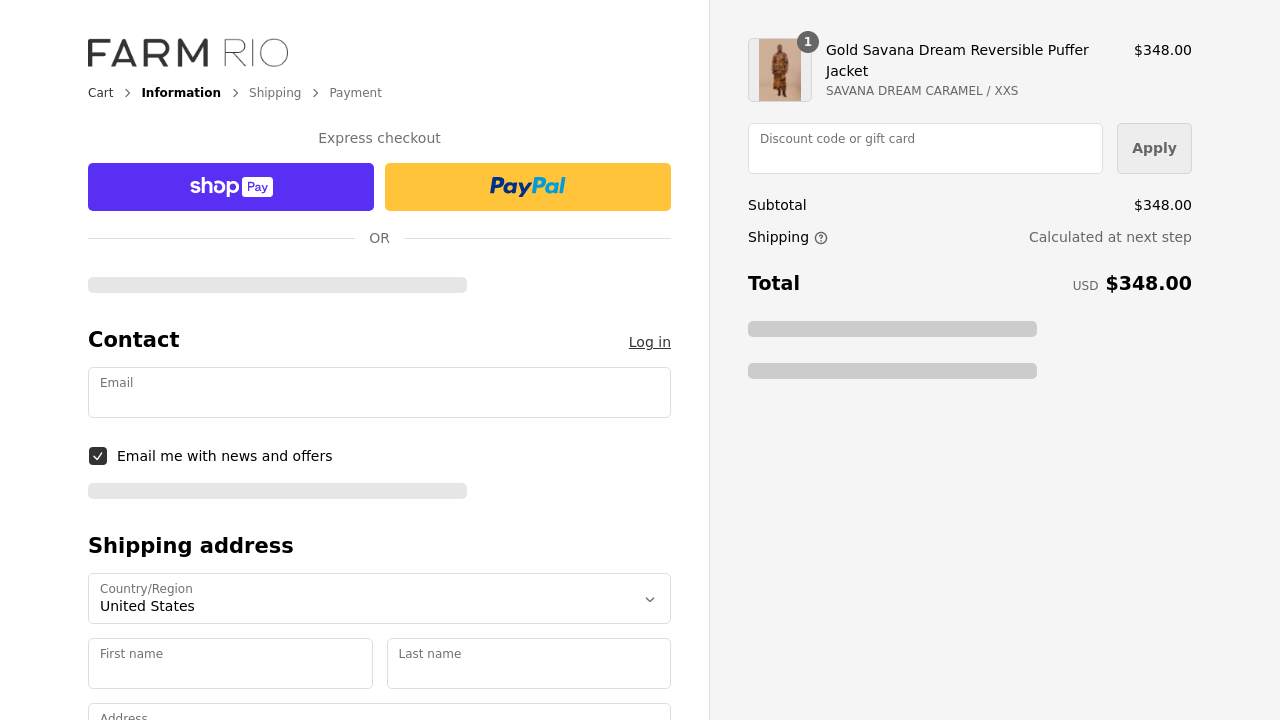 FARM RIO
Cart > Information > Shipping > Payment
Express checkout
shop Pay
PayPal
OR
Contact
Log in
Email
Email me with news and offers
Shipping address
Country/Region
United States
First name
Last name
Address
1
Gold Savana Dream Reversible Puffer
Jacket
$348.00
SAVANA DREAM CARAMEL / XXS
Discount code or gift card
Apply
Subtotal
$348.00
Shipping
Calculated at next step
Total
USD $348.00